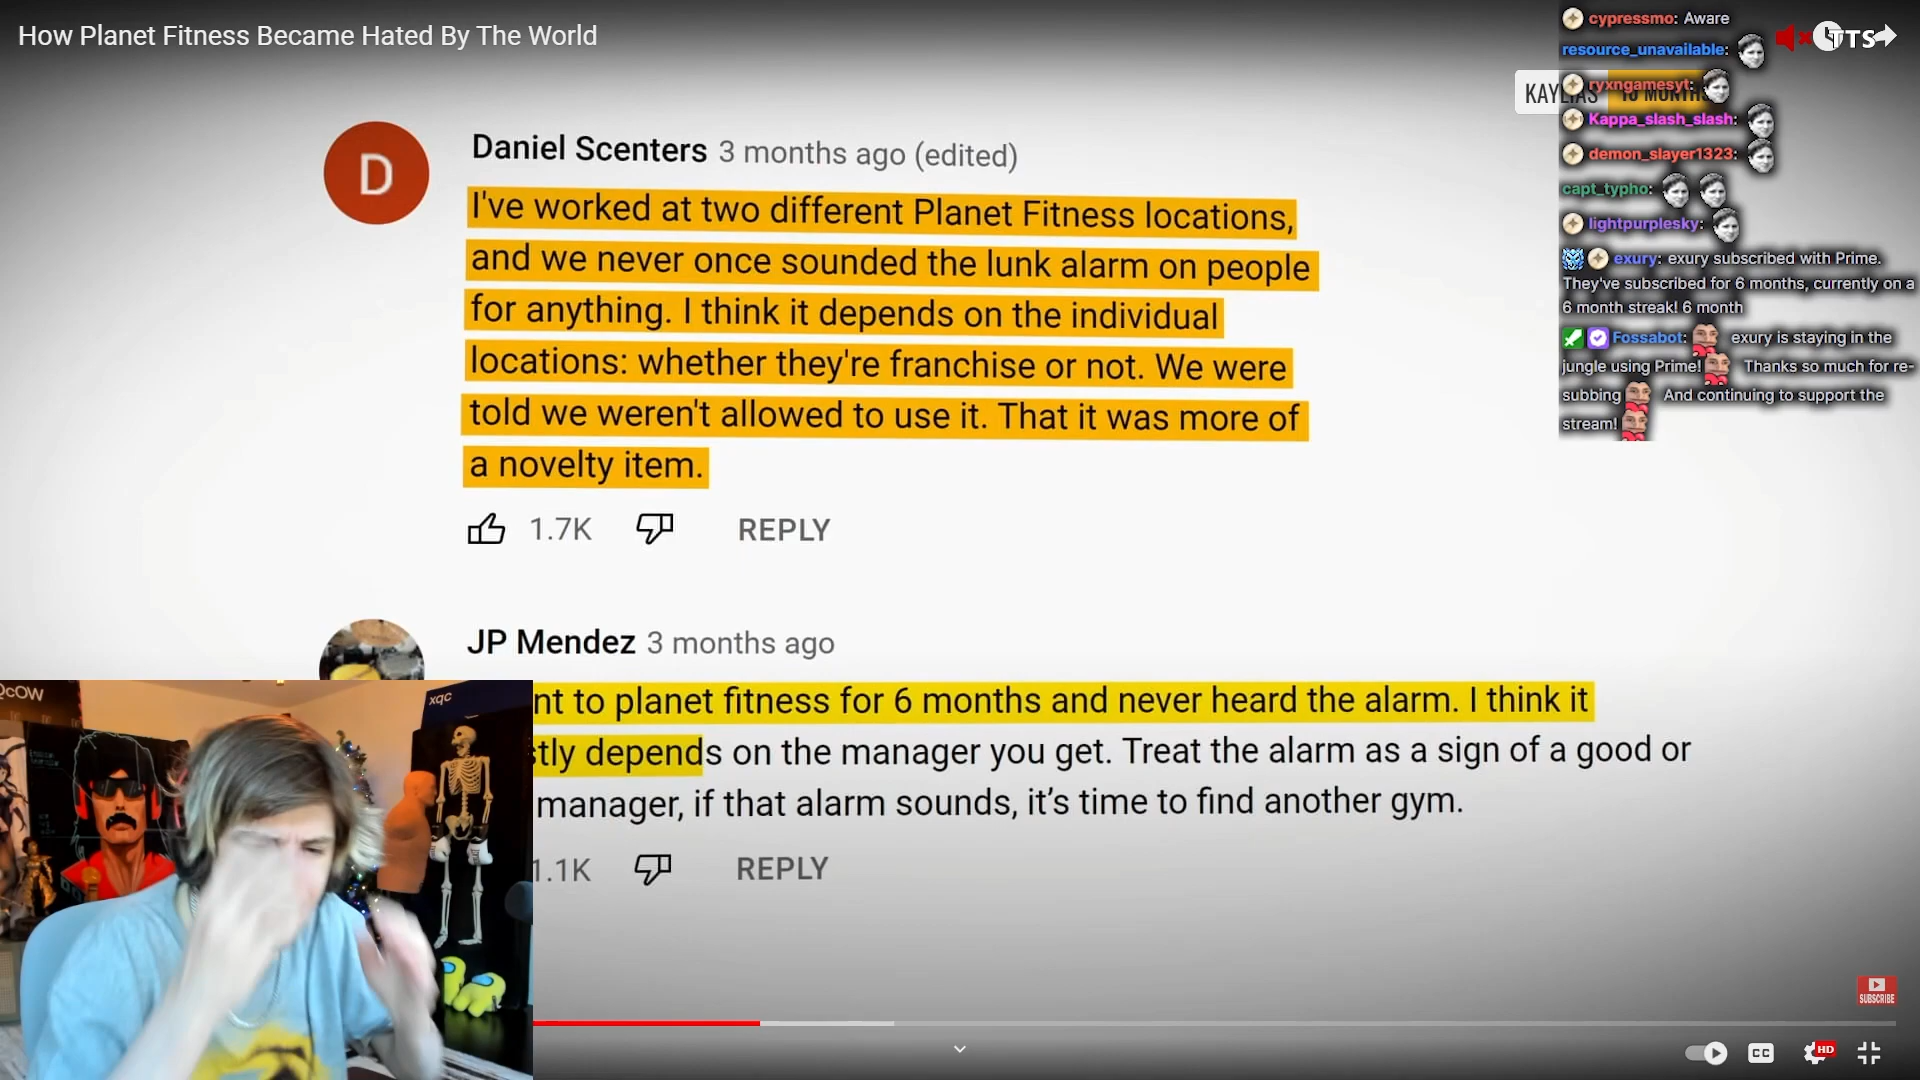 How Planet Fitness Became Hated By The World
Daniel Scenters 3 months ago (edited)
I've worked at two different Planet Fitness locations,
and we never once sounded the lunk alarm on people
for anything. I think it depends on the individual
locations: whether they're franchise or not. We were
told we weren't allowed to use it. That it was more of
a novelty item.
1.7K REPLY
JP Mendez 3 months ago
nt to planet fitness for 6 months and never heard the alarm. I think it
stly depends on the manager you get. Treat the alarm as a sign of a good or
manager, if that alarm sounds, it’s time to find another gym.
1.1K REPLY
cypressmo: Aware
resource_unavailable:
ryxngamesyt:
Kappa_slash_slash:
demon_slayer1323:
capt_typho:
lightpurplesky:
exury: exury subscribed with Prime.
They've subscribed for 6 months, currently on a
6 month streak! 6 month
Fossabot: exury is staying in the
jungle using Prime! Thanks so much for re-
subbing And continuing to support the
stream!
TTS
QcOW
xqc
SUBSCRIBE
CC
HD